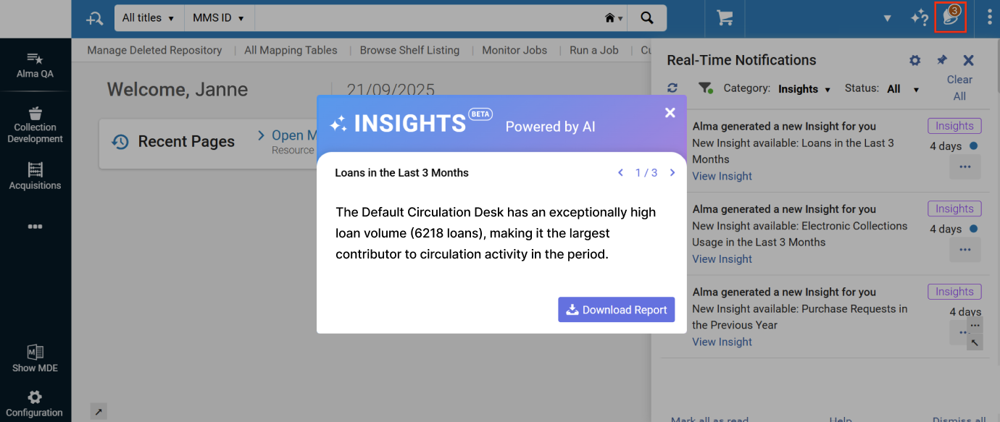 All titles
MMS ID
3
Alma QA
Collection
Development
Acquisitions
Show MDE
Configuration
Manage Deleted Repository
All Mapping Tables
Browse Shelf Listing
Monitor Jobs
Run a Job
Welcome, Janne
21/09/2025
Recent Pages
Open M
Resource
INSIGHTS
BETA
Powered by AI
Loans in the Last 3 Months
1 / 3
The Default Circulation Desk has an exceptionally high
loan volume (6218 loans), making it the largest
contributor to circulation activity in the period.
Download Report
Real-Time Notifications
Category: Insights
Status: All
Clear
All
Alma generated a new Insight for you
Insights
New Insight available: Loans in the Last 3
Months
4 days
View Insight
Alma generated a new Insight for you
Insights
New Insight available: Electronic Collections
Usage in the Last 3 Months
4 days
View Insight
Alma generated a new Insight for you
Insights
New Insight available: Purchase Requests in
the Previous Year
4 days
View Insight
Mark all as read
Help
Dismiss all